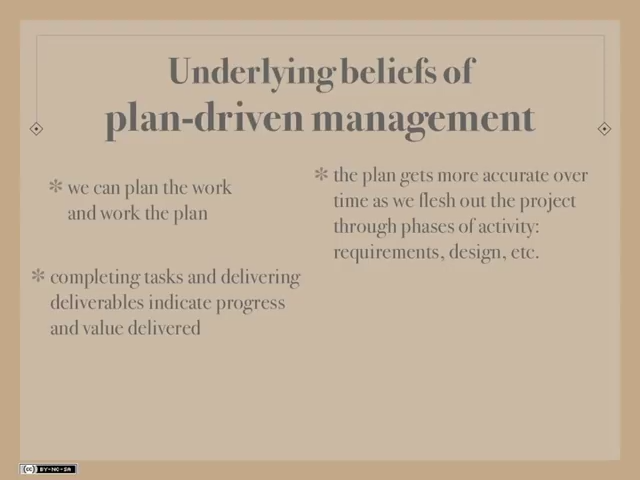 Underlying beliefs of
plan-driven management
✻ we can plan the work
and work the plan
✻ completing tasks and delivering
deliverables indicate progress
and value delivered
✻ the plan gets more accurate over
time as we flesh out the project
through phases of activity:
requirements, design, etc.
(cc) BY-NC-SA